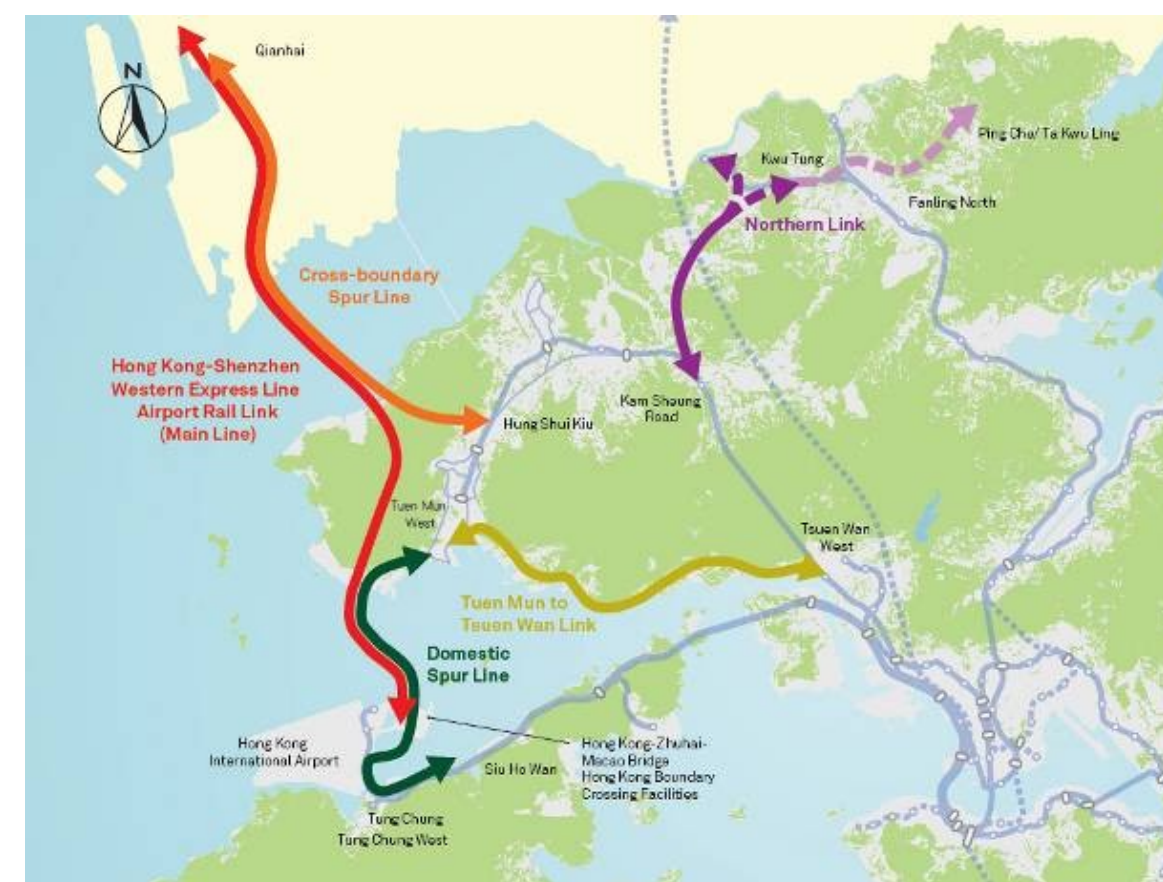 Qianhai
N
Ping Che/Ta Kwu Ling
Kwu Tung
Fanling North
Northern Link
Cross-boundary
Spur Line
Hong Kong-Shenzhen
Western Express Line
Airport Rail Link
(Main Line)
Kam Sheung
Road
Hung Shui Kiu
Tuen Mun
West
Tsuen Wan
West
Tuen Mun to
Tsuen Wan Link
Domestic
Spur Line
Hong Kong
International Airport
Siu Ho Wan
Hong Kong-Zhuhai-
Macao Bridge
Hong Kong Boundary
Crossing Facilities
Tung Chung
Tung Chung West